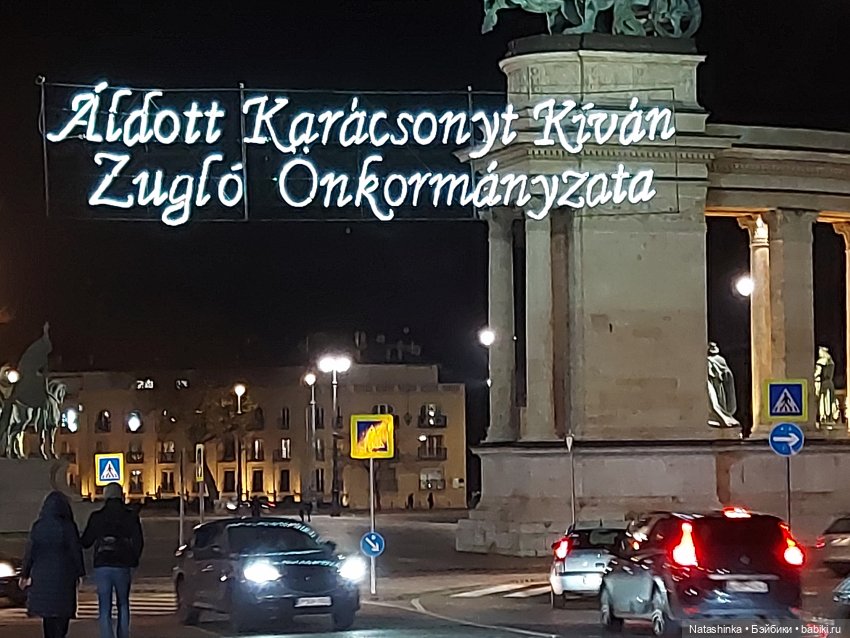 Áldott Karácsonyt Kíván
Zugló Önkormányzata
Natashinka • Бэйбики • babiki.ru